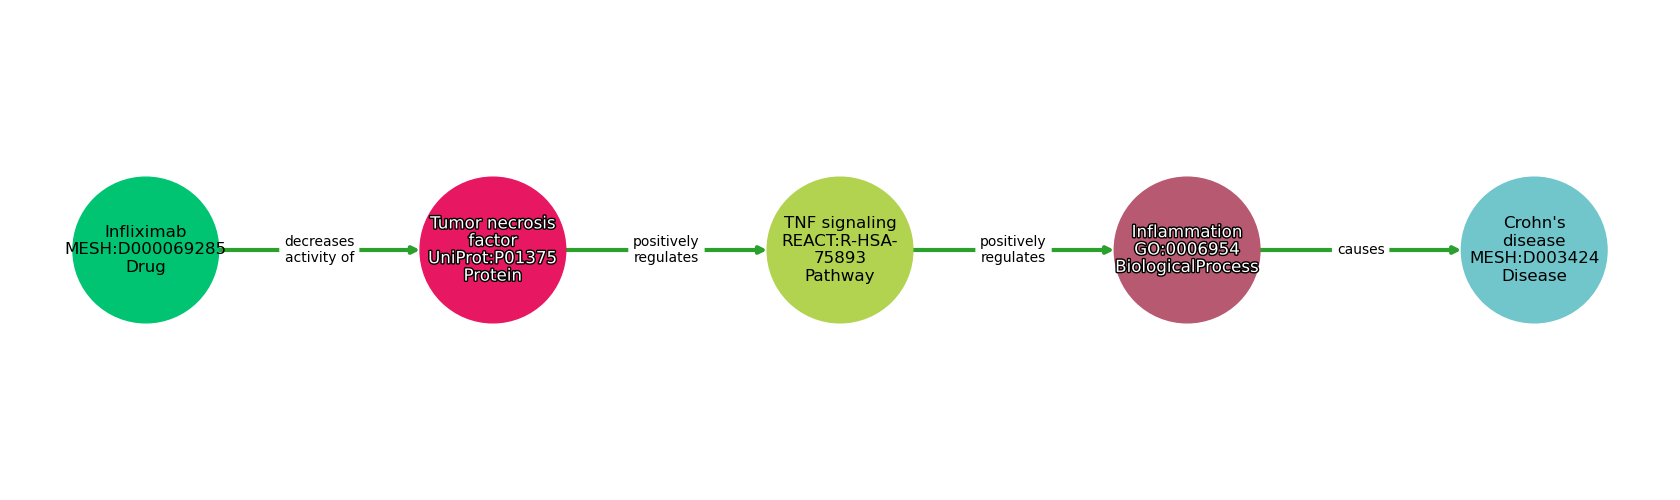 Infliximab
MESH:D000069285
Drug
decreases
activity of
Tumor necrosis
factor
UniProt:P01375
Protein
positively
regulates
TNF signaling
REACT:R-HSA-
75893
Pathway
positively
regulates
Inflammation
GO:0006954
BiologicalProcess
causes
Crohn's
disease
MESH:D003424
Disease